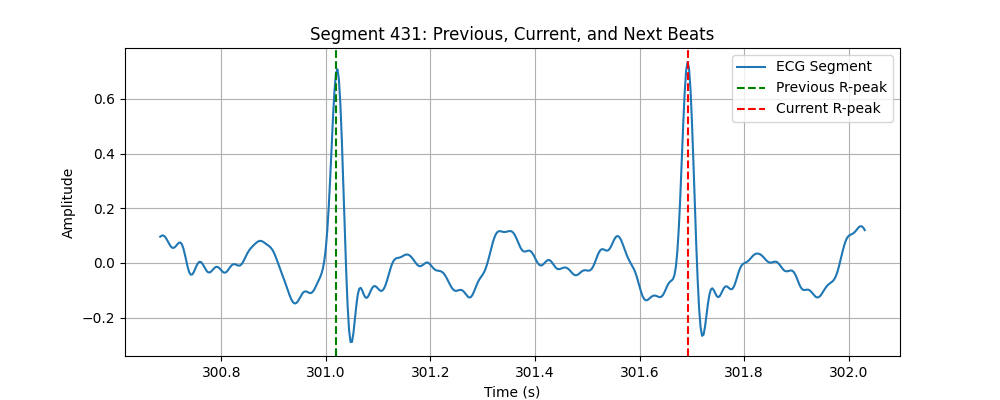 Segment 431: Previous, Current, and Next Beats
ECG Segment
Previous R-peak
Current R-peak
Amplitude
0.6
0.4
0.2
0.0
−0.2
300.8 301.0 301.2 301.4 301.6 301.8 302.0
Time (s)